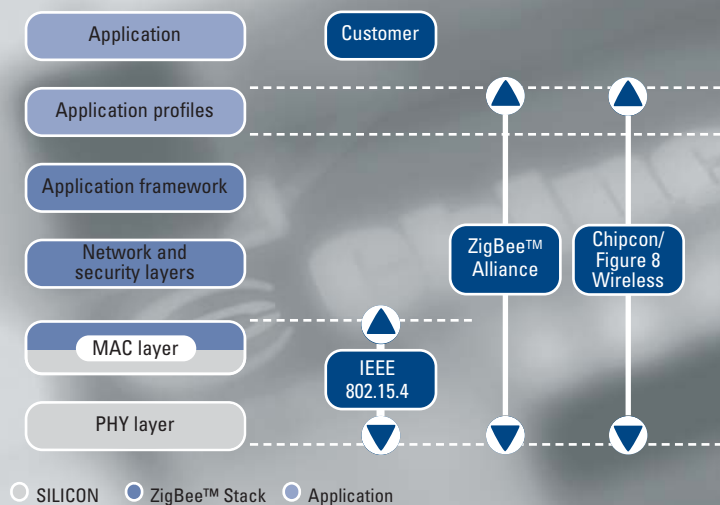 Application
Customer
Application profiles
Application framework
Network and
security layers
ZigBee™
Alliance
Chipcon/
Figure 8
Wireless
MAC layer
IEEE
802.15.4
PHY layer
SILICON
ZigBee™ Stack
Application